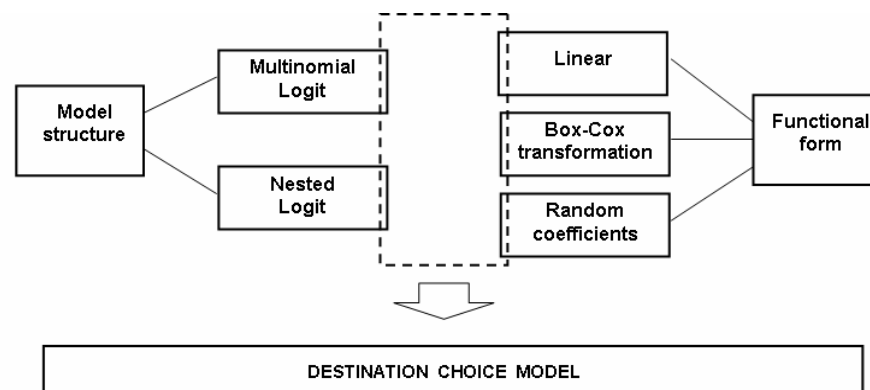 Model
structure
Multinomial
Logit
Nested
Logit
Linear
Box-Cox
transformation
Random
coefficients
Functional
form
DESTINATION CHOICE MODEL